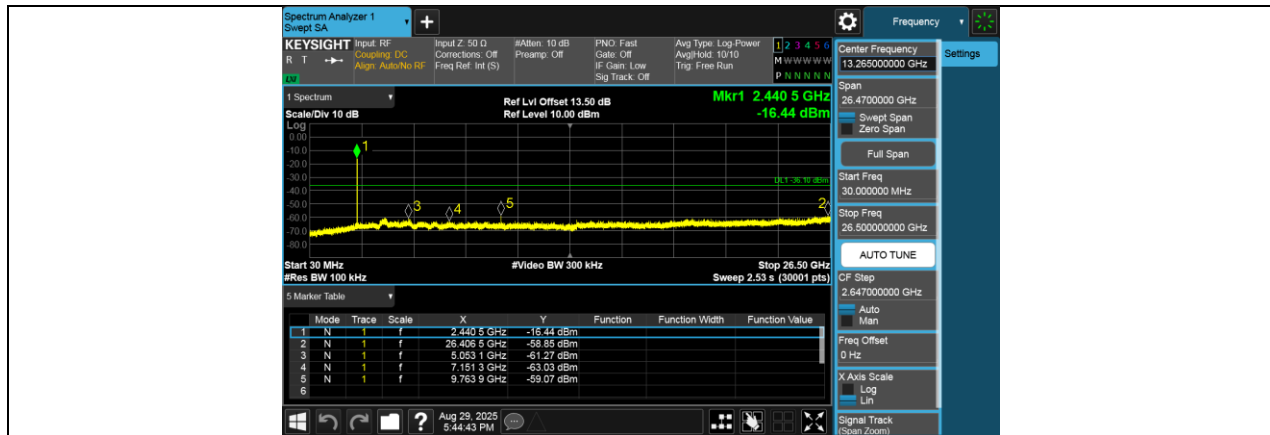 Spectrum Analyzer 1
Swept SA
+
Frequency
KEYSIGHT
R T
LXI
Input: RF
Coupling: DC
Align: Auto/No RF
Input Z: 50 Ω
Corrections: Off
Freq Ref: Int (S)
#Atten: 10 dB
Preamp: Off
PNO: Fast
Gate: Off
IF Gain: Low
Sig Track: Off
Avg Type: Log-Power
Avg|Hold: 10/10
Trig: Free Run
1 2 3 4 5 6
M W W W W W
P N N N N N
1 Spectrum
Scale/Div 10 dB
Ref Lvl Offset 13.50 dB
Ref Level 10.00 dBm
Mkr1 2.440 5 GHz
-16.44 dBm
Log
0.00
-10.0
-20.0
-30.0
-40.0
-50.0
-60.0
-70.0
-80.0
1
3
4
5
2
DL1 -36.10 dBm
Start 30 MHz
#Res BW 100 kHz
#Video BW 300 kHz
Stop 26.50 GHz
Sweep 2.53 s (30001 pts)
5 Marker Table
Mode Trace Scale X Y Function Function Width Function Value
1 N 1 f 2.440 5 GHz -16.44 dBm
2 N 1 f 26.406 5 GHz -58.85 dBm
3 N 1 f 5.053 1 GHz -61.27 dBm
4 N 1 f 7.151 3 GHz -63.03 dBm
5 N 1 f 9.763 9 GHz -59.07 dBm
6
?
Aug 29, 2025
5:44:43 PM
Center Frequency
13.265000000 GHz
Settings
Span
26.4700000 GHz
Swept Span
Zero Span
Full Span
Start Freq
30.000000 MHz
Stop Freq
26.500000000 GHz
AUTO TUNE
CF Step
2.647000000 GHz
Auto
Man
Freq Offset
0 Hz
X Axis Scale
Log
Lin
Signal Track
(Span Zoom)